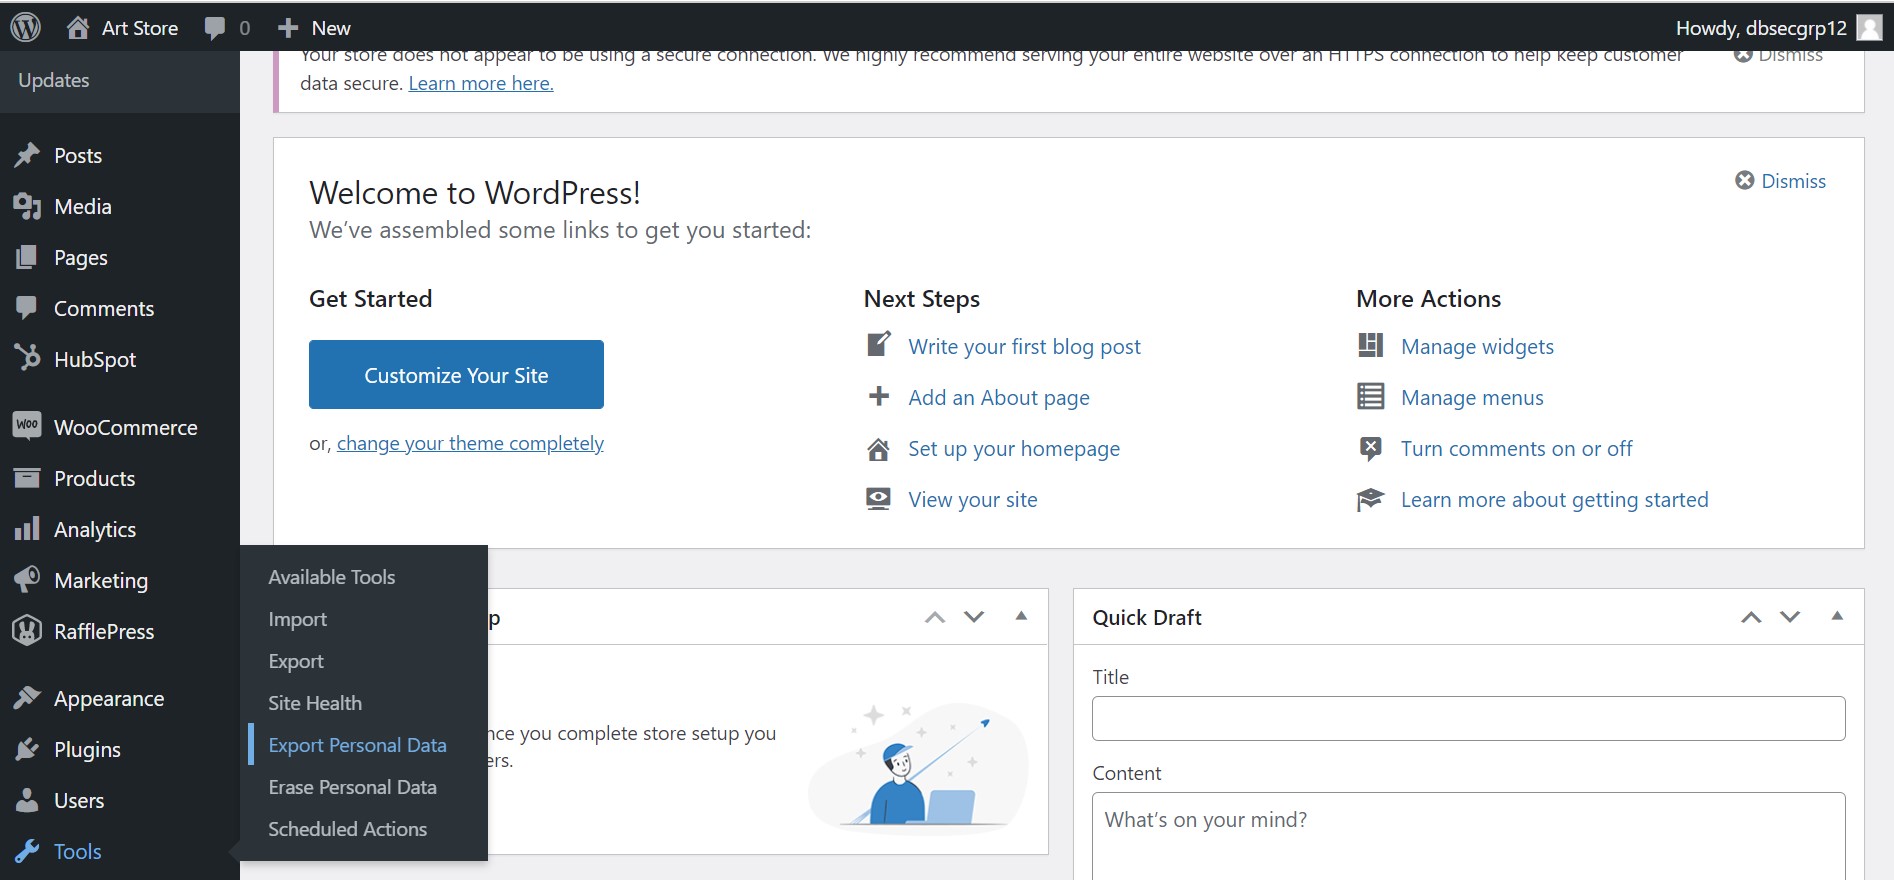 Art Store
0
New
Howdy, dbsecgrp12
Updates
Posts
Media
Pages
Comments
HubSpot
Woo
WooCommerce
Products
Analytics
Marketing
RafflePress
Appearance
Plugins
Users
Tools
Available Tools
Import
Export
Site Health
Export Personal Data
Erase Personal Data
Scheduled Actions
Your store does not appear to be using a secure connection. We highly recommend serving your entire website over an HTTPS connection to help keep customer
data secure. Learn more here.
Dismiss
Welcome to WordPress!
We’ve assembled some links to get you started:
Dismiss
Get Started
Customize Your Site
or, change your theme completely
Next Steps
Write your first blog post
Add an About page
Set up your homepage
View your site
More Actions
Manage widgets
Manage menus
Turn comments on or off
Learn more about getting started
p
nce you complete store setup you
ers.
Quick Draft
Title
Content
What’s on your mind?